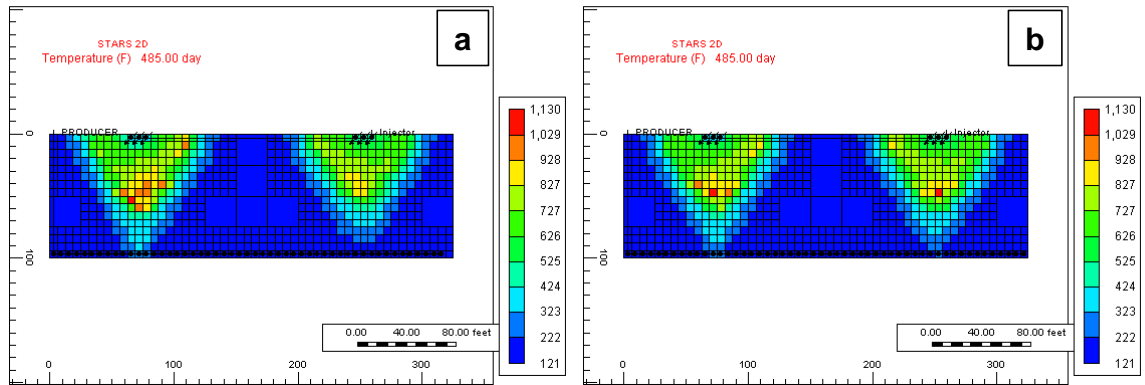 a
STARS 2D
Temperature (F) 485.00 day
0
PRODUCER
Injector
100
0.00 40.00 80.00 feet
0 100 200 300
1,130
1,029
928
827
727
626
525
424
323
222
121
b
STARS 2D
Temperature (F) 485.00 day
0
PRODUCER
Injector
100
0.00 40.00 80.00 feet
0 100 200 300
1,130
1,029
928
827
727
626
525
424
323
222
121